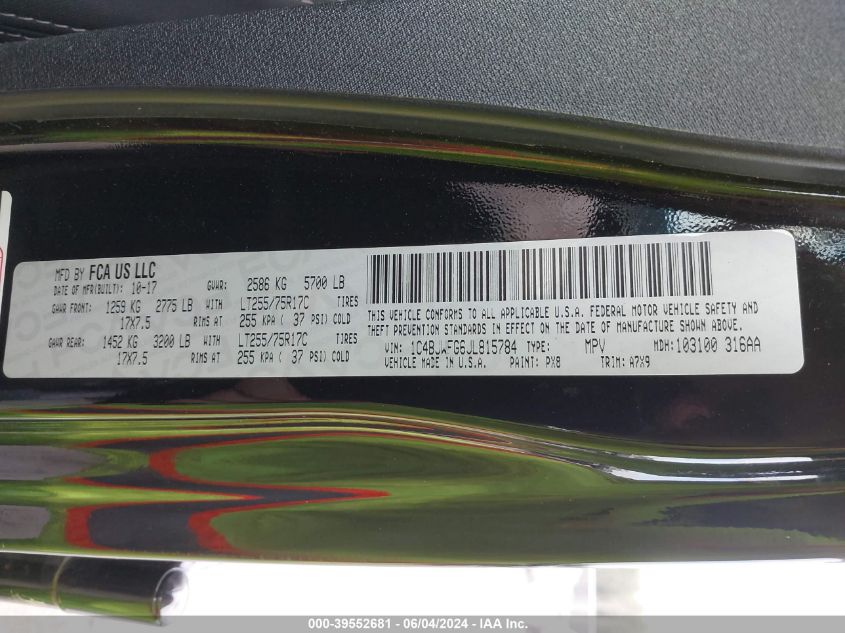 MFD BY FCA US LLC
DATE OF MFR(BUILT): 10-17 GVWR: 2586 KG 5700 LB
GAWR FRONT: 1259 KG 2775 LB WITH LT255/75R17C TIRES
17X7.5 RIMS AT 255 KPA ( 37 PSI) COLD
GAWR REAR: 1452 KG 3200 LB WITH LT255/75R17C TIRES
17X7.5 RIMS AT 255 KPA ( 37 PSI) COLD
THIS VEHICLE CONFORMS TO ALL APPLICABLE U.S.A. FEDERAL MOTOR VEHICLE SAFETY AND
THEFT PREVENTION STANDARDS IN EFFECT ON THE DATE OF MANUFACTURE SHOWN ABOVE.
VIN: 1C4BJWFG8JL815784 TYPE: MPV MDH: 103100 316AA
VEHICLE MADE IN U.S.A. PAINT: PX8 TRIM: A7X9
000-39552681 - 06/04/2024 - IAA Inc.